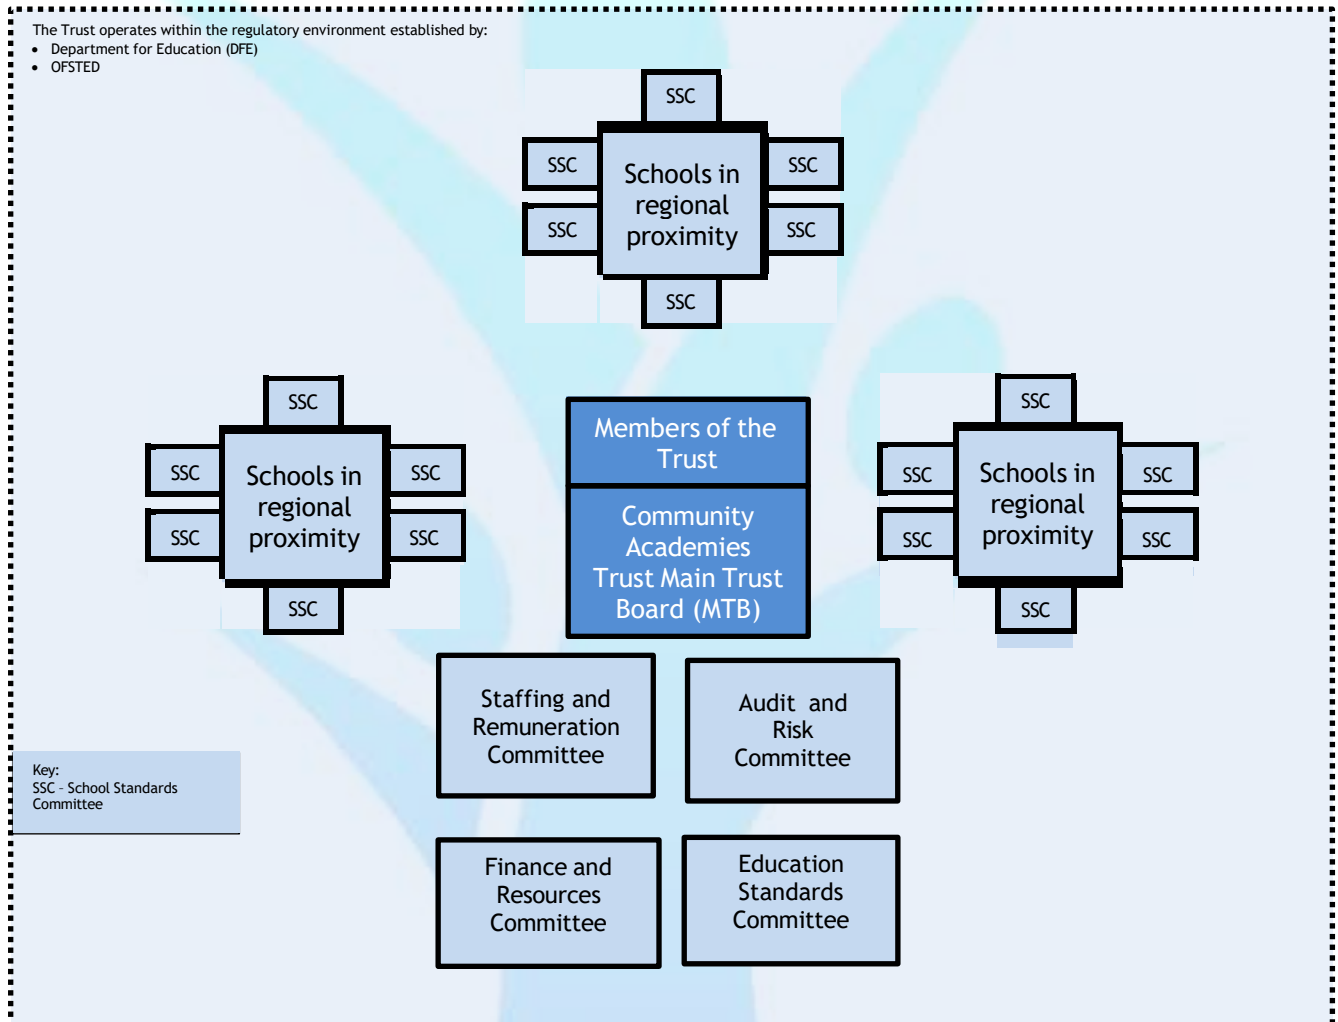 The Trust operates within the regulatory environment established by:
• Department for Education (DFE)
• OFSTED
SSC
SSC
SSC
Schools in
regional
proximity
SSC
SSC
SSC
SSC
SSC
SSC
Schools in
regional
proximity
SSC
SSC
SSC
Members of the
Trust
Community
Academies
Trust Main Trust
Board (MTB)
SSC
SSC
SSC
Schools in
regional
proximity
SSC
SSC
SSC
Staffing and
Remuneration
Committee
Audit and
Risk
Committee
Key:
SSC – School Standards
Committee
Finance and
Resources
Committee
Education
Standards
Committee